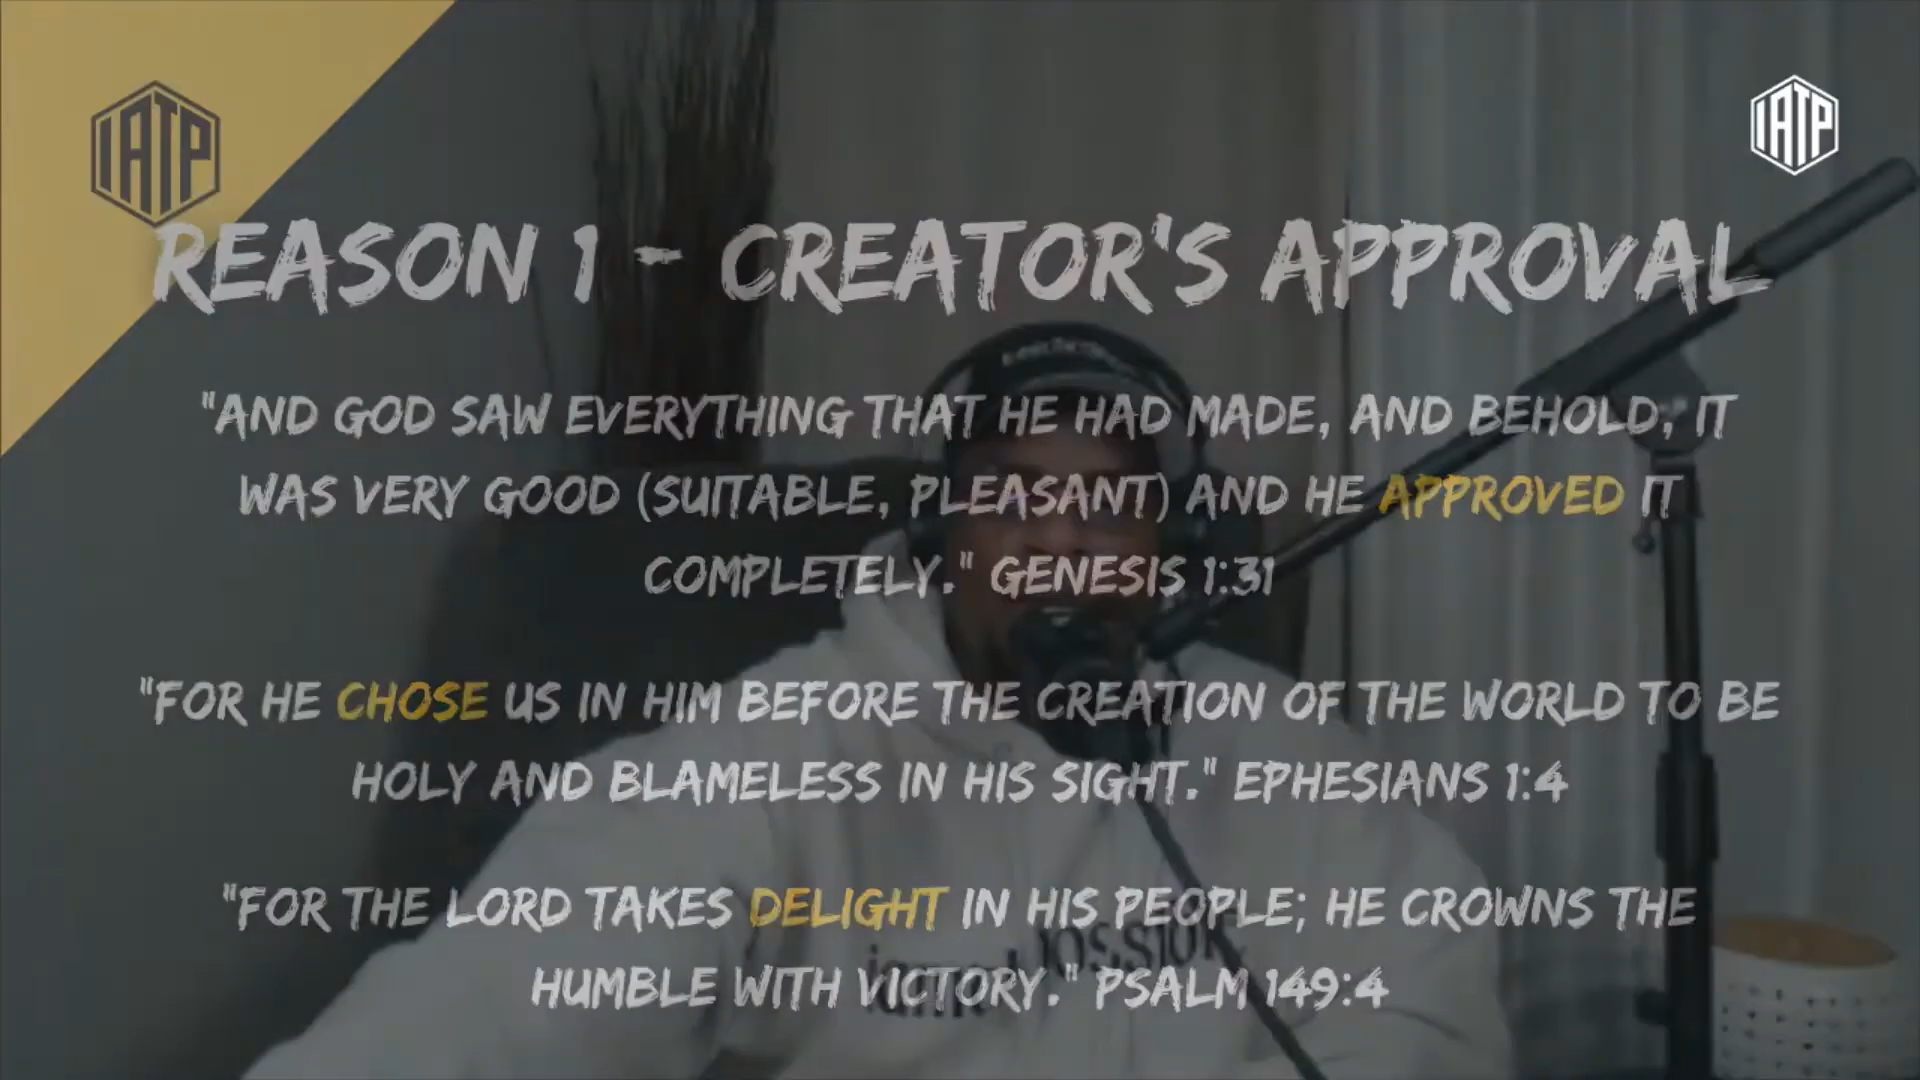 IATP
IATP
REASON 1 - CREATOR'S APPROVAL
"AND GOD SAW EVERYTHING THAT HE HAD MADE, AND BEHOLD, IT
WAS VERY GOOD (SUITABLE, PLEASANT) AND HE APPROVED IT
COMPLETELY." GENESIS 1:31
"FOR HE CHOSE US IN HIM BEFORE THE CREATION OF THE WORLD TO BE
HOLY AND BLAMELESS IN HIS SIGHT." EPHESIANS 1:4
"FOR THE LORD TAKES DELIGHT IN HIS PEOPLE; HE CROWNS THE
HUMBLE WITH VICTORY." PSALM 149:4